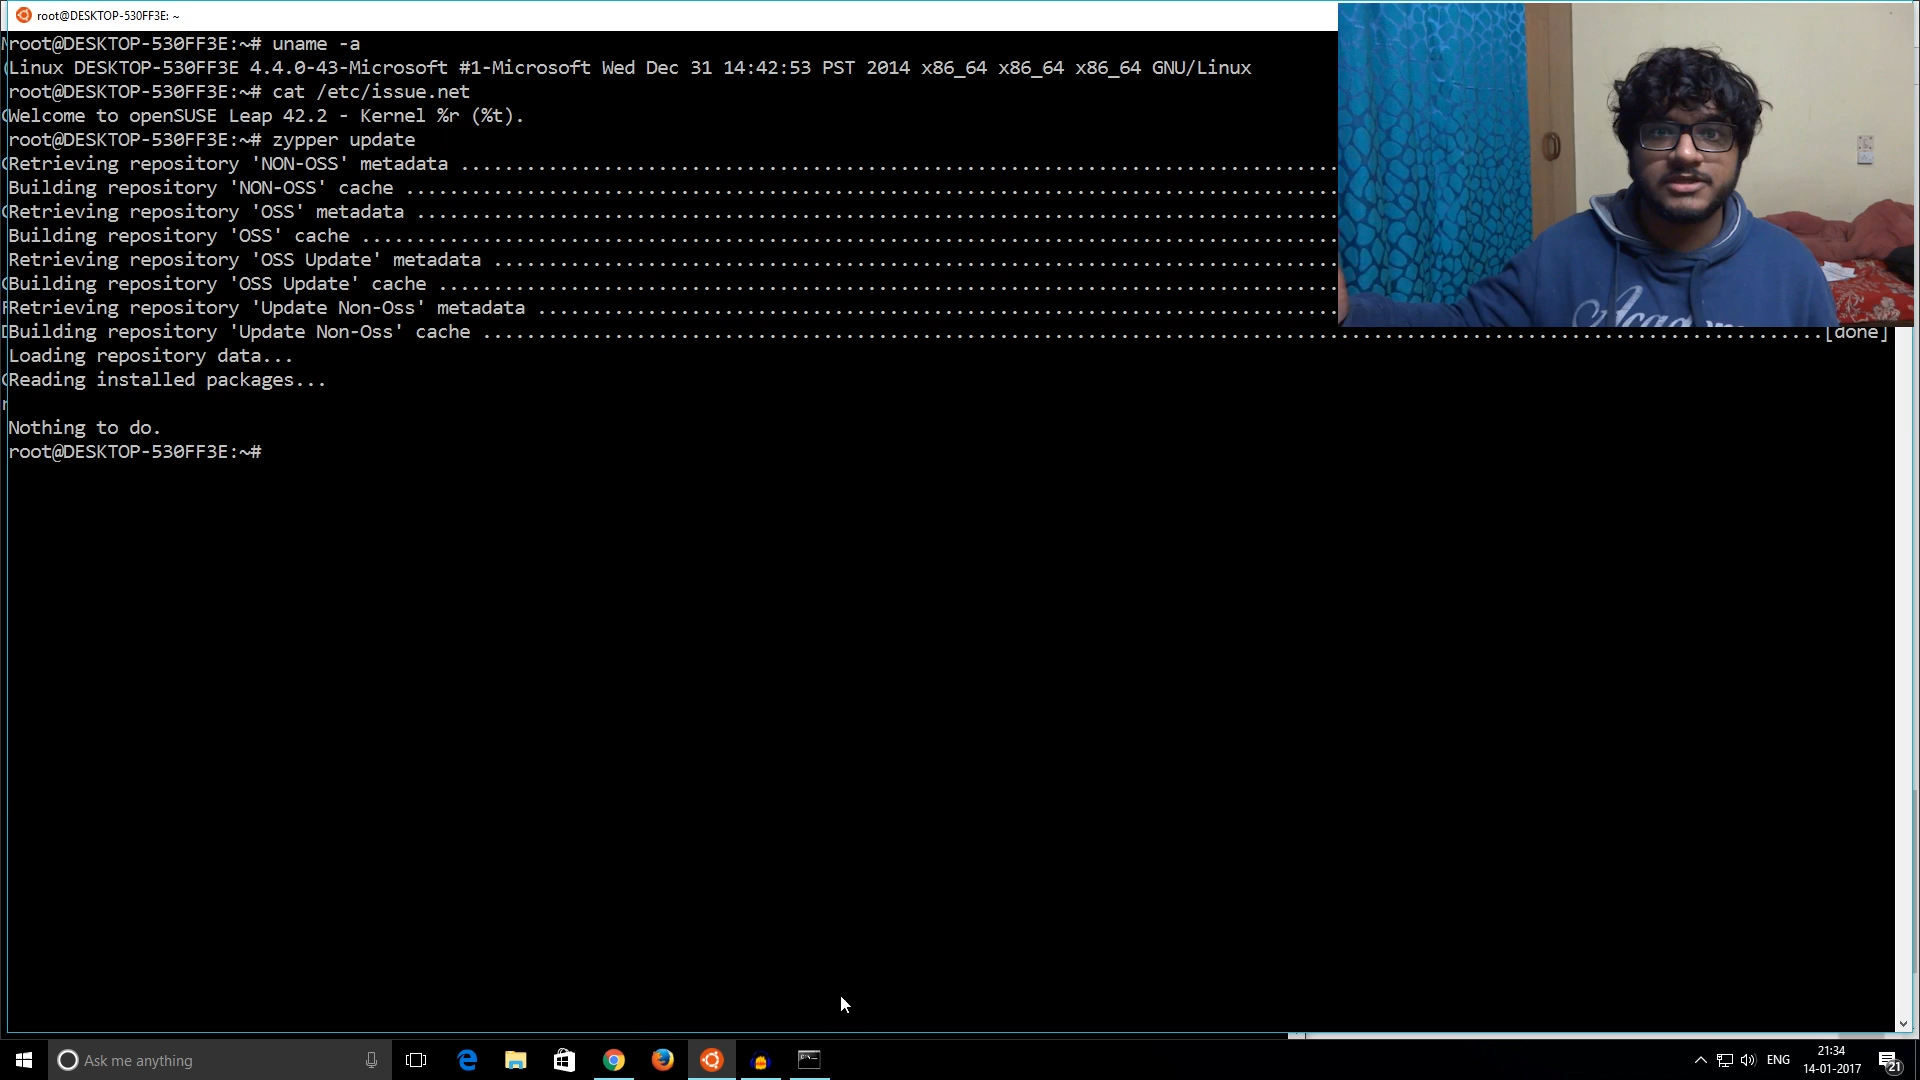 root@DESKTOP-530FF3E: ~
root@DESKTOP-530FF3E:~# uname -a
Linux DESKTOP-530FF3E 4.4.0-43-Microsoft #1-Microsoft Wed Dec 31 14:42:53 PST 2014 x86_64 x86_64 x86_64 GNU/Linux
root@DESKTOP-530FF3E:~# cat /etc/issue.net
Welcome to openSUSE Leap 42.2 - Kernel %r (%t).
root@DESKTOP-530FF3E:~# zypper update
Retrieving repository 'NON-OSS' metadata ................................................................................
Building repository 'NON-OSS' cache .....................................................................................
Retrieving repository 'OSS' metadata ....................................................................................
Building repository 'OSS' cache .........................................................................................
Retrieving repository 'OSS Update' metadata .............................................................................
Building repository 'OSS Update' cache ..................................................................................
Retrieving repository 'Update Non-Oss' metadata .........................................................................
Building repository 'Update Non-Oss' cache ..........................................................................................................................[done]
Loading repository data...
Reading installed packages...
Nothing to do.
root@DESKTOP-530FF3E:~#
Ask me anything
ENG
21:34
14-01-2017
21